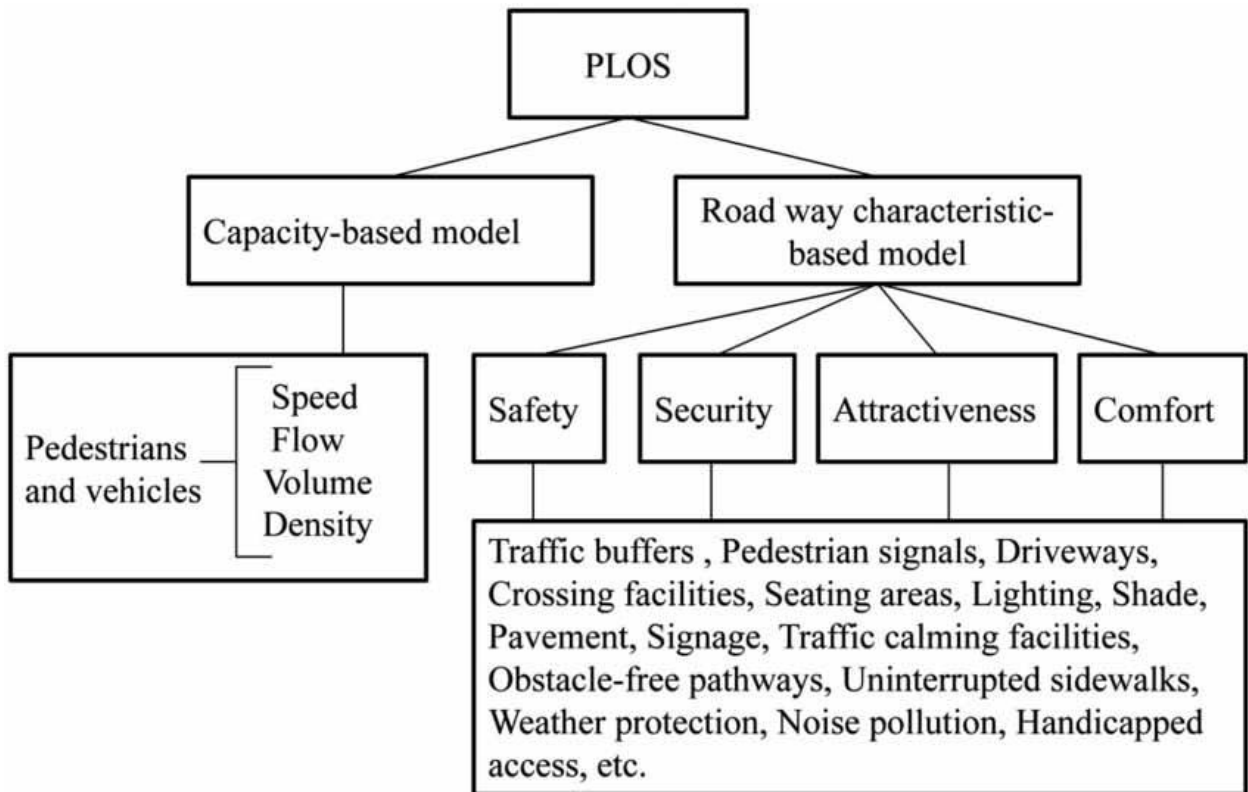 PLOS
Capacity-based model
Road way characteristic-
based model
Pedestrians
and vehicles
Speed
Flow
Volume
Density
Safety
Security
Attractiveness
Comfort
Traffic buffers , Pedestrian signals, Driveways,
Crossing facilities, Seating areas, Lighting, Shade,
Pavement, Signage, Traffic calming facilities,
Obstacle-free pathways, Uninterrupted sidewalks,
Weather protection, Noise pollution, Handicapped
access, etc.